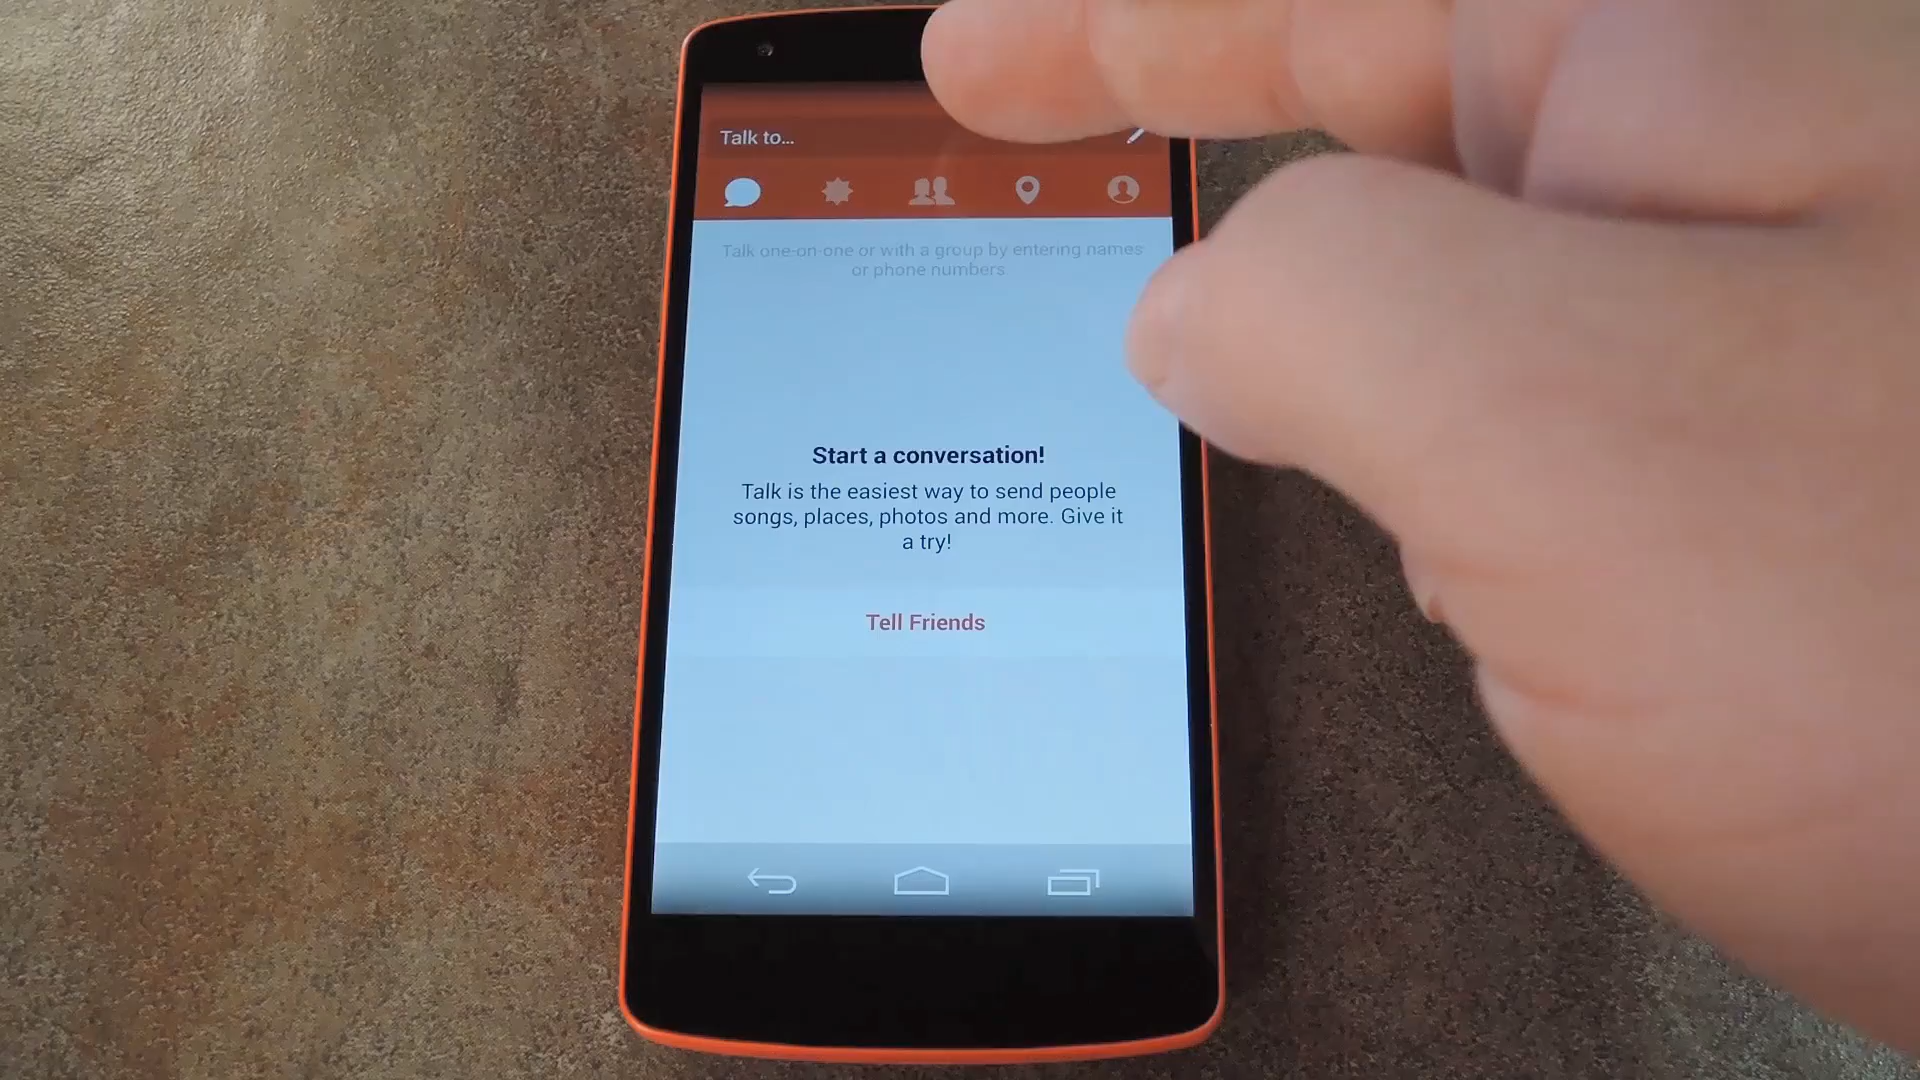 Talk to...
Talk one-on-one or with a group by entering names
or phone numbers
Start a conversation!
Talk is the easiest way to send people
songs, places, photos and more. Give it
a try!
Tell Friends